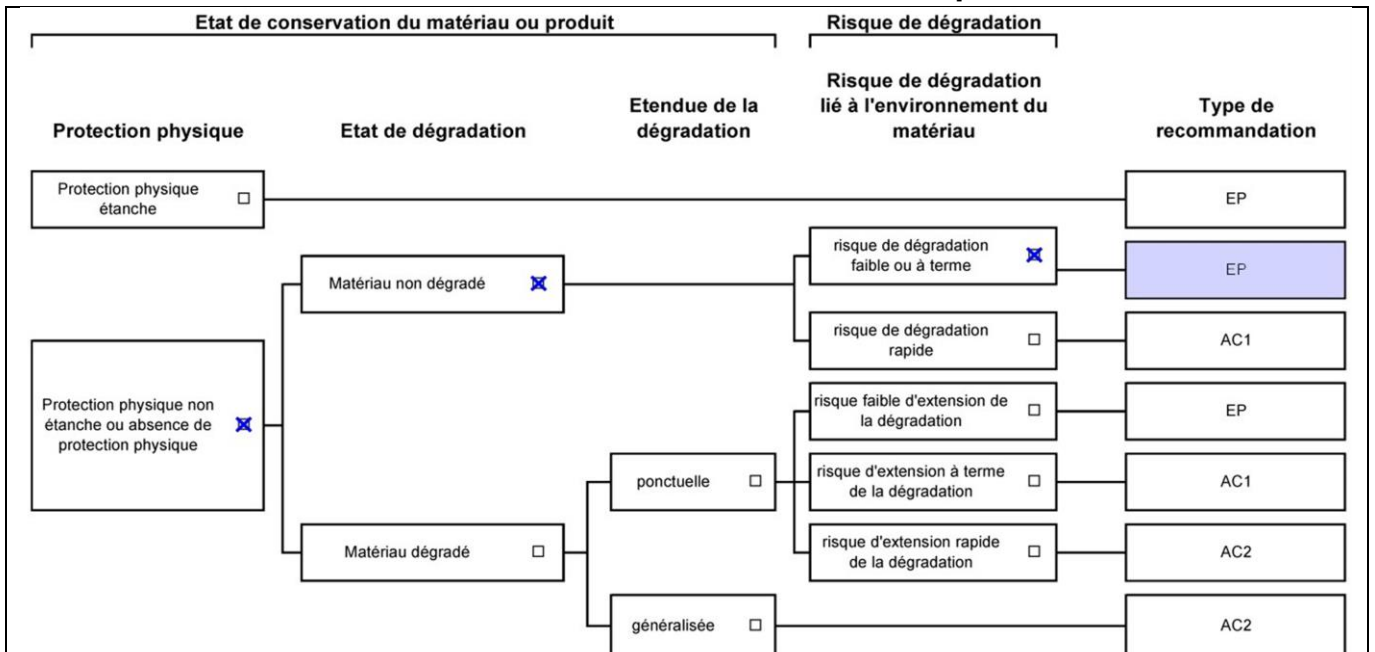 Etat de conservation du matériau ou produit
Risque de dégradation
Protection physique
Etat de dégradation
Etendue de la
dégradation
Risque de dégradation
lié à l'environnement du
matériau
Type de
recommandation
Protection physique
étanche
EP
risque de dégradation
faible ou à terme
EP
Matériau non dégradé
risque de dégradation
rapide
AC1
Protection physique non
étanche ou absence de
protection physique
risque faible d'extension de
la dégradation
EP
ponctuelle
risque d'extension à terme
de la dégradation
AC1
Matériau dégradé
risque d'extension rapide
de la dégradation
AC2
généralisée
AC2